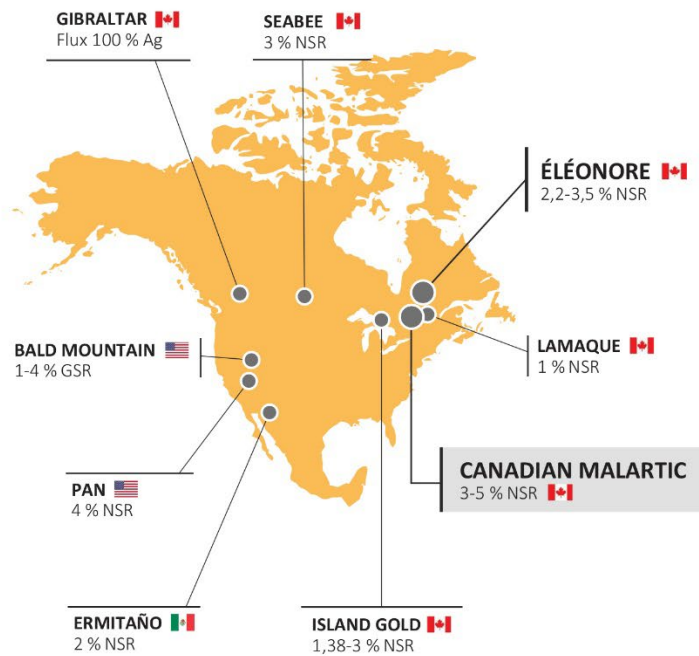 GIBRALTAR
Flux 100 % Ag
SEABEE
3 % NSR
ÉLÉONORE
2,2-3,5 % NSR
BALD MOUNTAIN
1-4 % GSR
LAMAQUE
1 % NSR
CANADIAN MALARTIC
3-5 % NSR
PAN
4 % NSR
ERMITAÑO
2 % NSR
ISLAND GOLD
1,38-3 % NSR